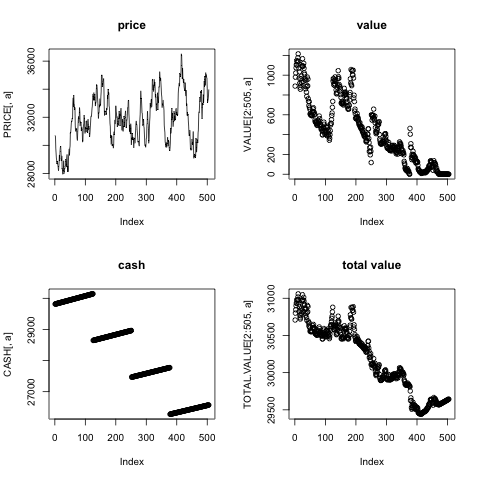 price
PRICE[, a]
28000
32000
36000
0 100 200 300 400 500
Index
value
VALUE[2:505, a]
0 200
600
1000
0 100 200 300 400 500
Index
cash
CASH[, a]
27000
29000
0 100 200 300 400 500
Index
total value
TOTAL.VALUE[2:505, a]
29500
30000
30500
31000
0 100 200 300 400 500
Index